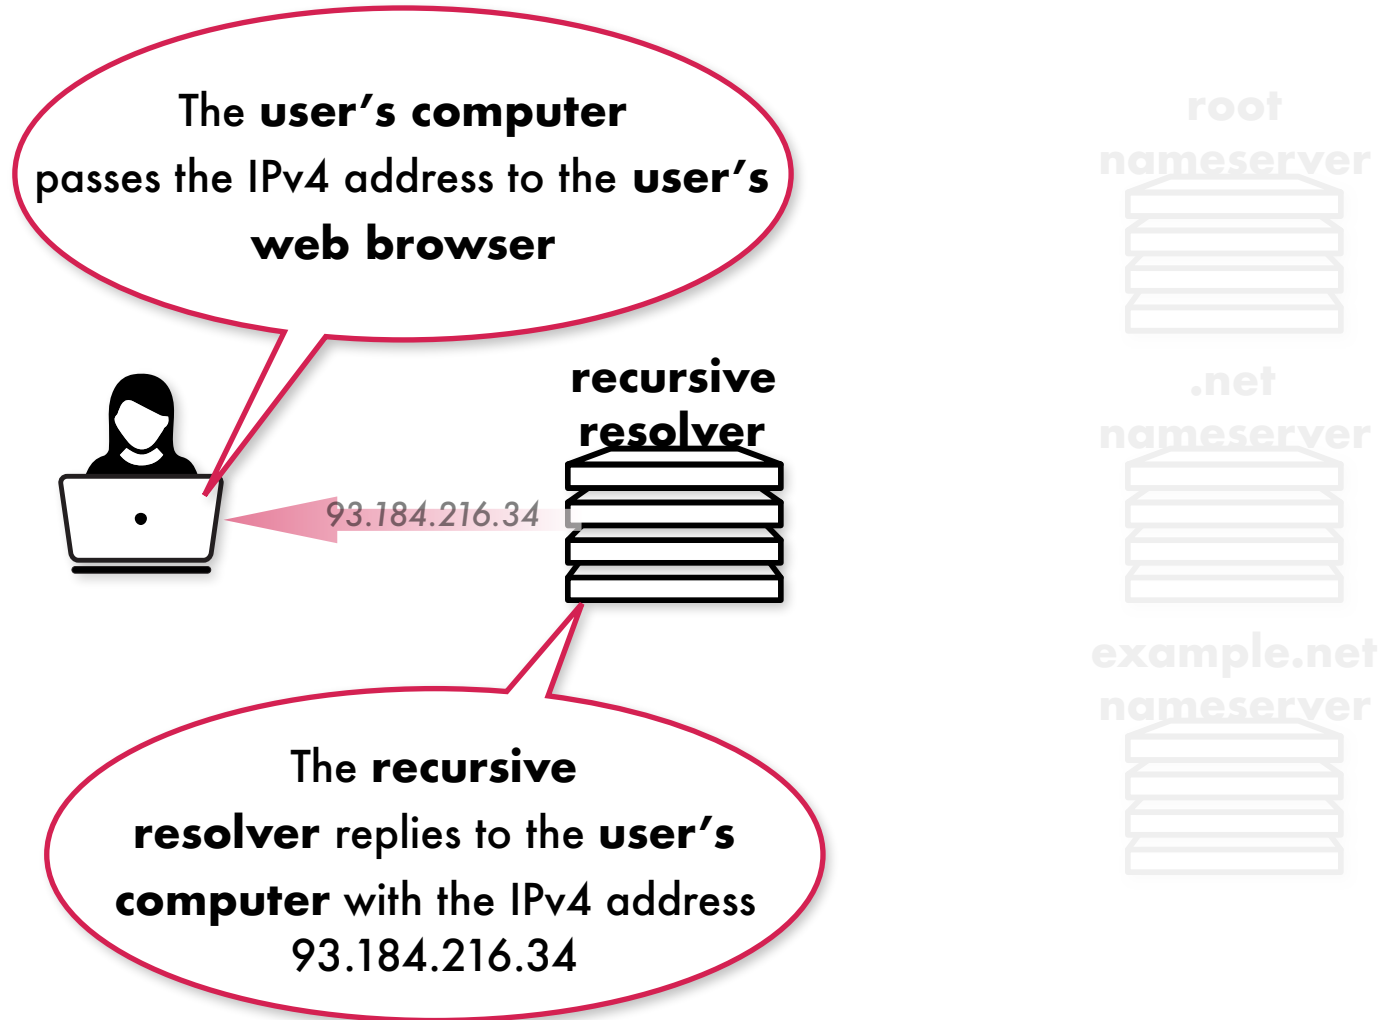 The user’s computer
passes the IPv4 address to the user’s
web browser
root
nameserver
recursive
resolver
.net
nameserver
93.184.216.34
example.net
nameserver
The recursive
resolver replies to the user’s
computer with the IPv4 address
93.184.216.34